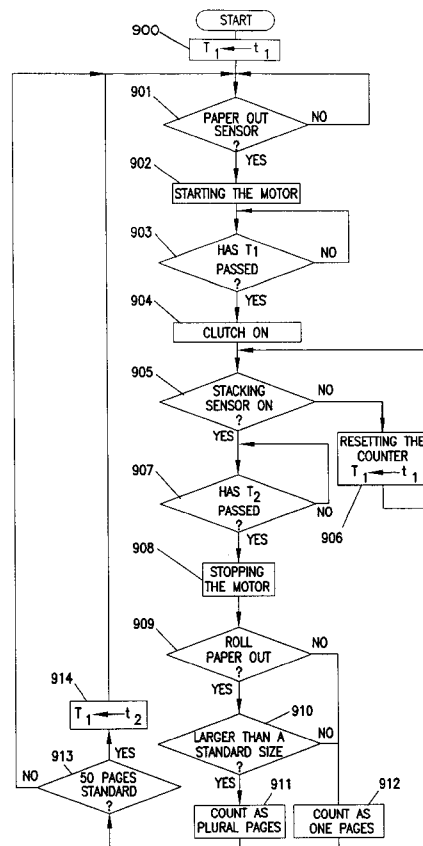 START
900
T1 ← t1
901
PAPER OUT
SENSOR
?
NO
YES
902
STARTING THE MOTOR
903
HAS T1
PASSED
?
NO
YES
904
CLUTCH ON
905
STACKING
SENSOR ON
?
NO
YES
RESETTING THE
COUNTER
T1 ← t1
906
907
HAS T2
PASSED
?
NO
YES
908
STOPPING
THE MOTOR
909
ROLL
PAPER OUT
?
NO
YES
910
LARGER THAN A
STANDARD SIZE
?
NO
YES
911
COUNT AS
PLURAL PAGES
912
COUNT AS
ONE PAGES
913
50 PAGES
STANDARD
?
NO
YES
914
T1 ← t2